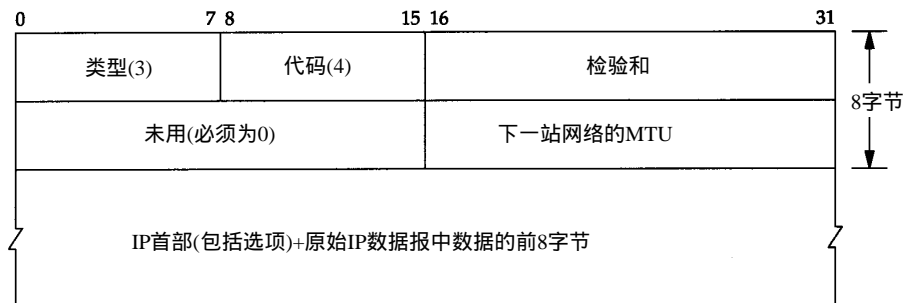 0 7 8 15 16 31
类型(3) 代码(4) 检验和
8字节
未用(必须为0) 下一站网络的MTU
IP首部(包括选项)+原始IP数据报中数据的前8字节